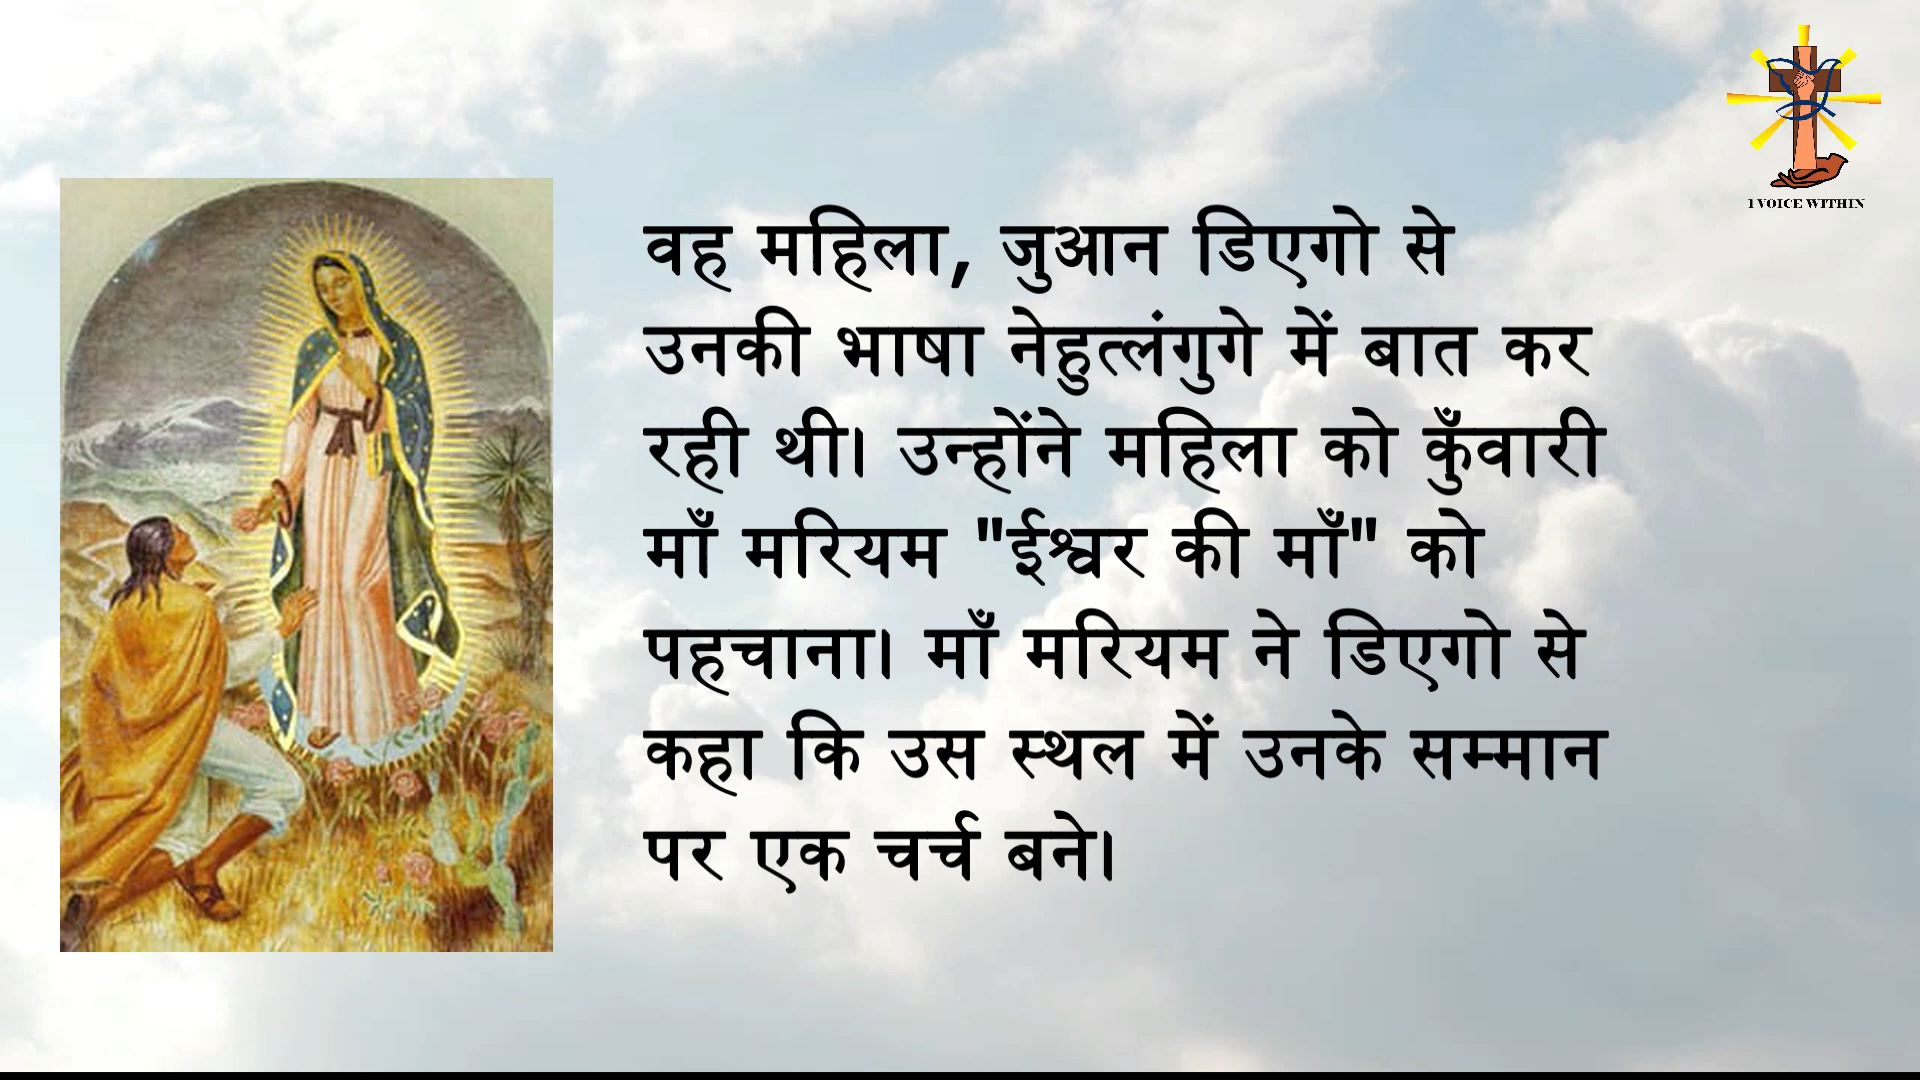 1 VOICE WITHIN
वह महिला, जुआन डिएगो से
उनकी भाषा नेहुत्लंगुगे में बात कर
रही थी। उन्होंने महिला को कुँवारी
माँ मरियम "ईश्वर की माँ" को
पहचाना। माँ मरियम ने डिएगो से
कहा कि उस स्थल में उनके सम्मान
पर एक चर्च बने।